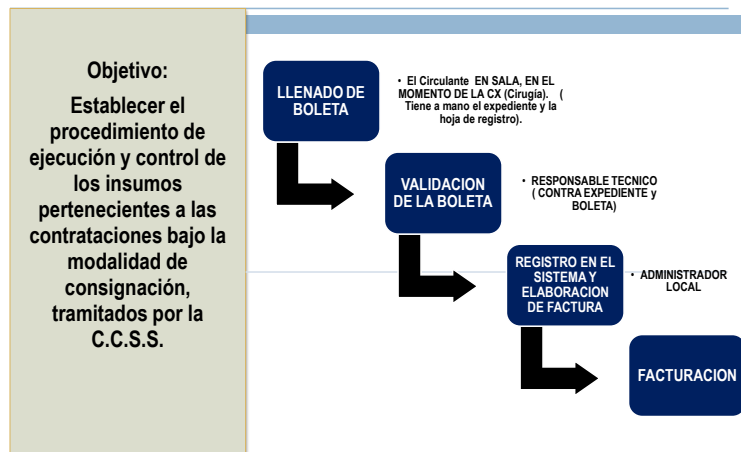 Objetivo:
Establecer el
procedimiento de
ejecución y control de
los insumos
pertenecientes a las
contrataciones bajo la
modalidad de
consignación,
tramitados por la
C.C.S.S.
LLENADO DE
BOLETA
• El Circulante EN SALA, EN EL
MOMENTO DE LA CX (Cirugía). (
Tiene a mano el expediente y la
hoja de registro).
VALIDACION
DE LA BOLETA
• RESPONSABLE TECNICO
( CONTRA EXPEDIENTE y
BOLETA)
REGISTRO EN EL
SISTEMA Y
ELABORACION
DE FACTURA
• ADMINISTRADOR
LOCAL
FACTURACION